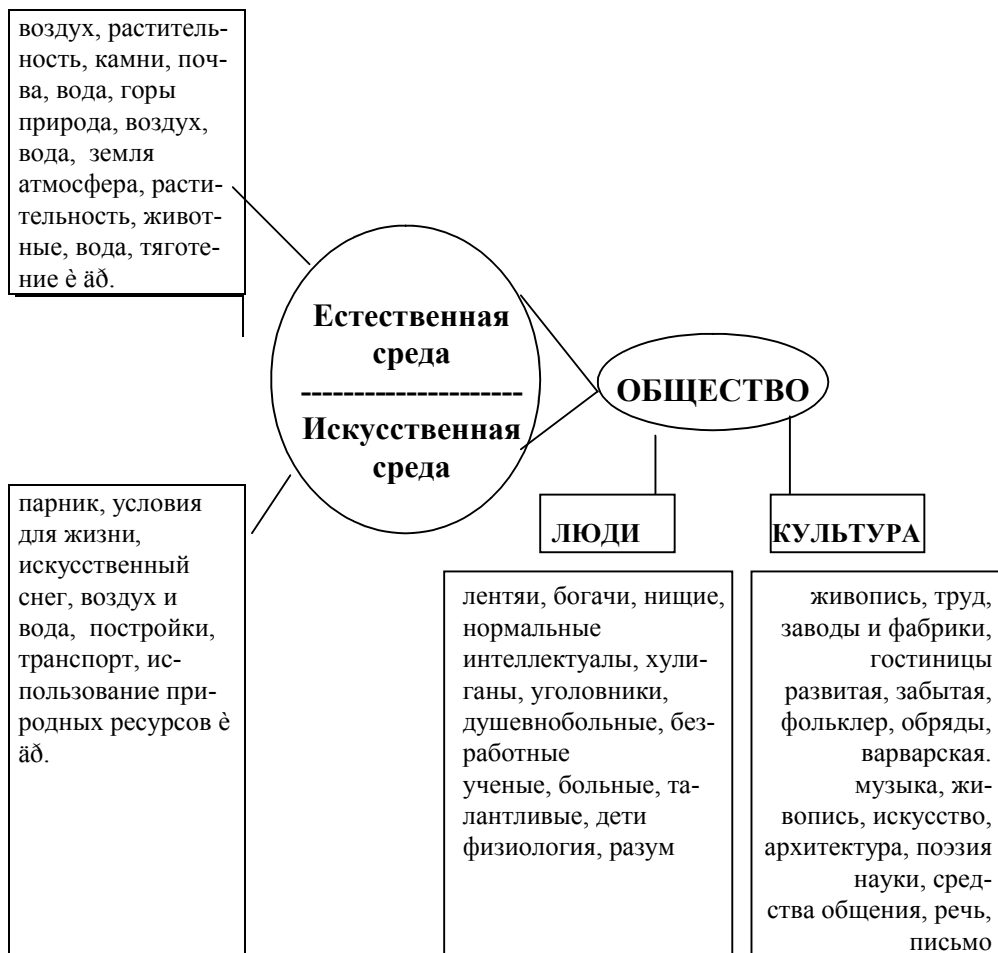 воздух, раститель-
ность, камни, поч-
ва, вода, горы
природа, воздух,
вода, земля
атмосфера, расти-
тельность, живот-
ные, вода, тяготе-
ние è äð.
Естественная
среда
---------------------
Искусственная
среда
ОБЩЕСТВО
парник, условия
для жизни,
искусственный
снег, воздух и
вода, постройки,
транспорт, ис-
пользование при-
родных ресурсов è
äð.
ЛЮДИ
КУЛЬТУРА
лентяи, богачи, нищие,
нормальные
интеллектуалы, хули-
ганы, уголовники,
душевнобольные, без-
работные
ученые, больные, та-
лантливые, дети
физиология, разум
живопись, труд,
заводы и фабрики,
гостиницы
развитая, забытая,
фольклер, обряды,
варварская.
музыка, жи-
вопись, искусство,
архитектура, поэзия
науки, сред-
ства общения, речь,
письмо